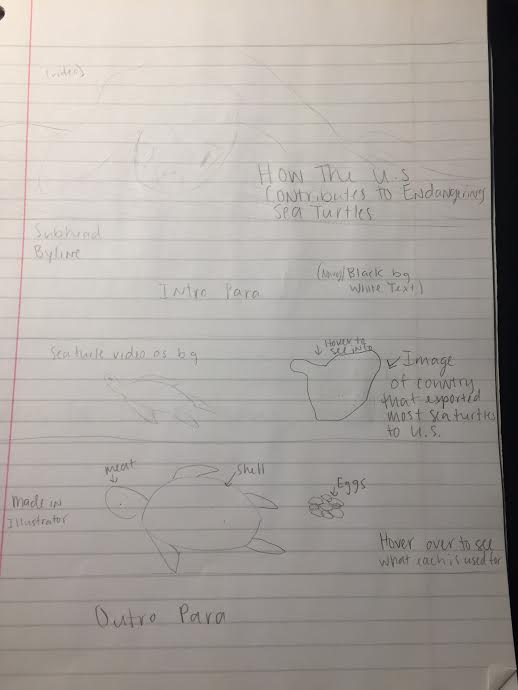 (video)
How The U.S
Contributes to Endangering
Sea Turtles
Subhead
Byline
Intro Para
(Navy/Black bg
White Text)
Sea turtle video as bg
Hover to
see info
Image
of country
that exported
most sea turtles
to U.S.
meat
shell
Eggs
Made in
Illustrator
Hover over to see
what each is used for
Outro Para